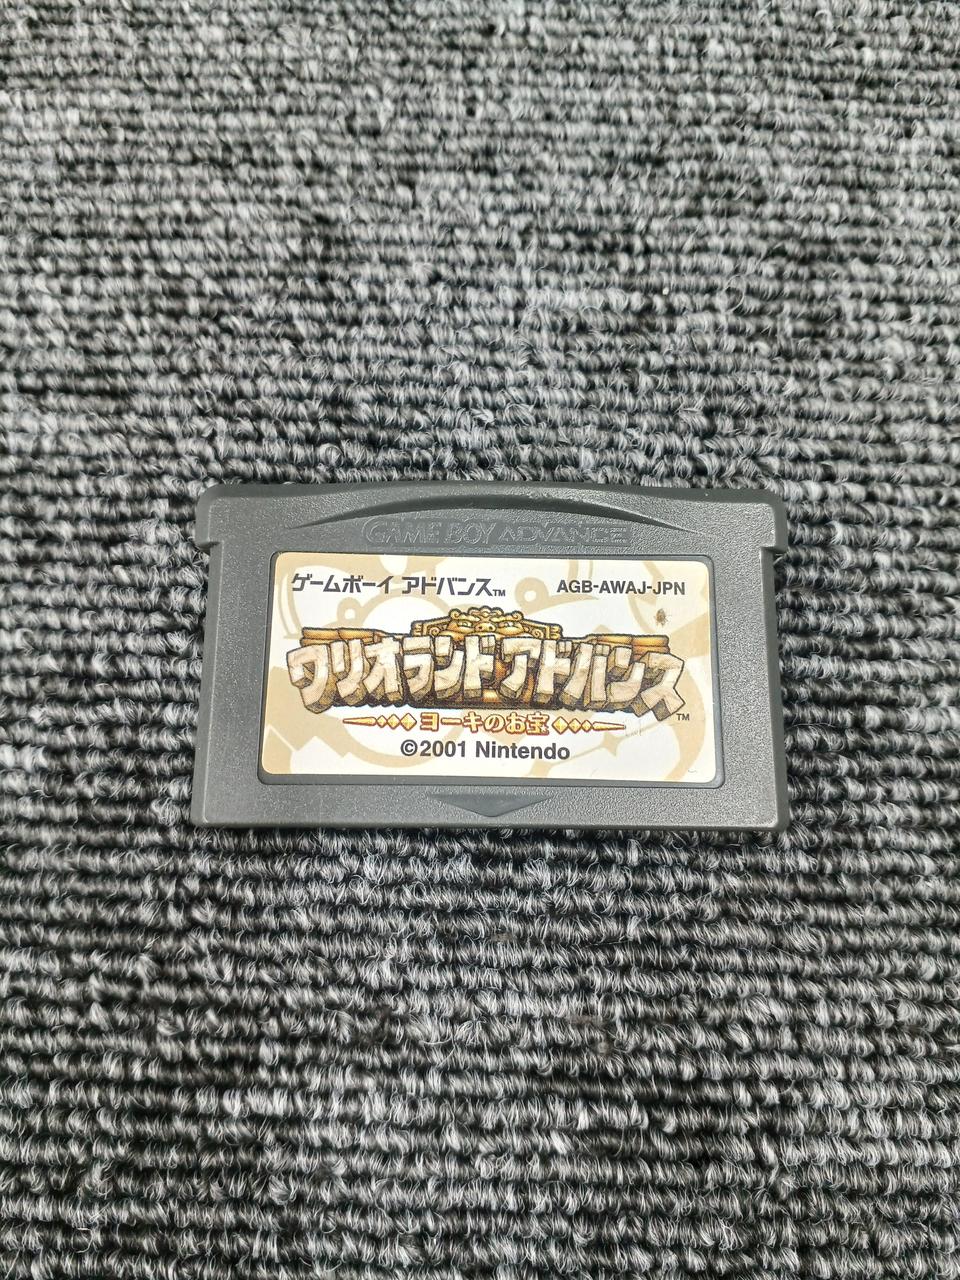 GAME BOY ADVANCE
ゲームボーイ アドバンス™ AGB-AWAJ-JPN
ワリオランドアドバンス™
ヨーキのお宝
©2001 Nintendo